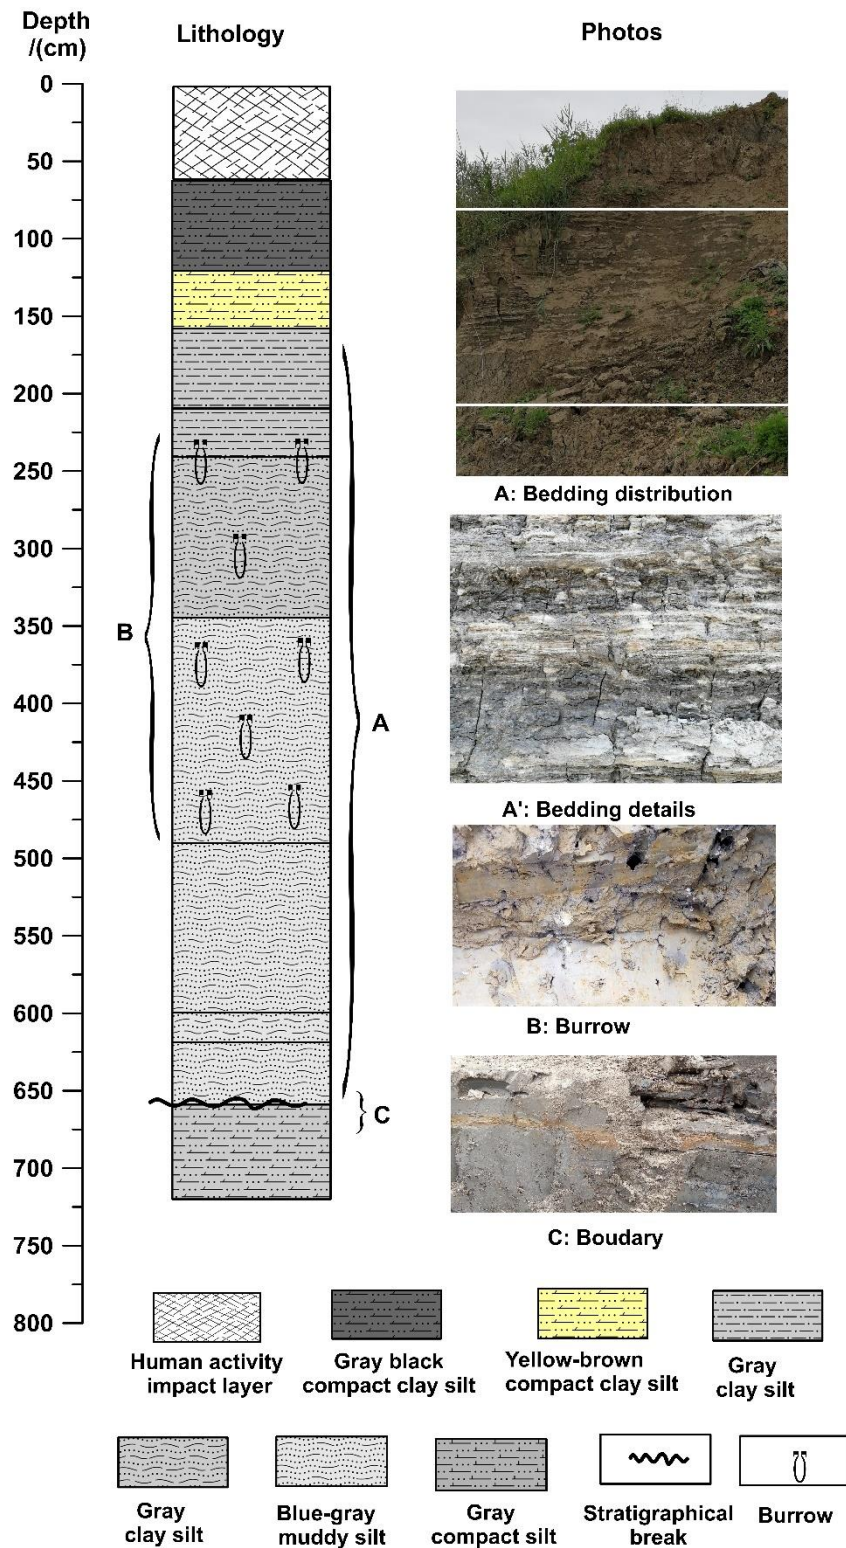 Depth
/(cm)
Lithology
Photos
0
50
100
150
200
250
300
350
400
450
500
550
600
650
700
750
800
B
A
C
A: Bedding distribution
A': Bedding details
B: Burrow
C: Boudary
Human activity
impact layer
Gray black
compact clay silt
Yellow-brown
compact clay silt
Gray
clay silt
Gray
clay silt
Blue-gray
muddy silt
Gray
compact silt
Stratigraphical
break
Burrow